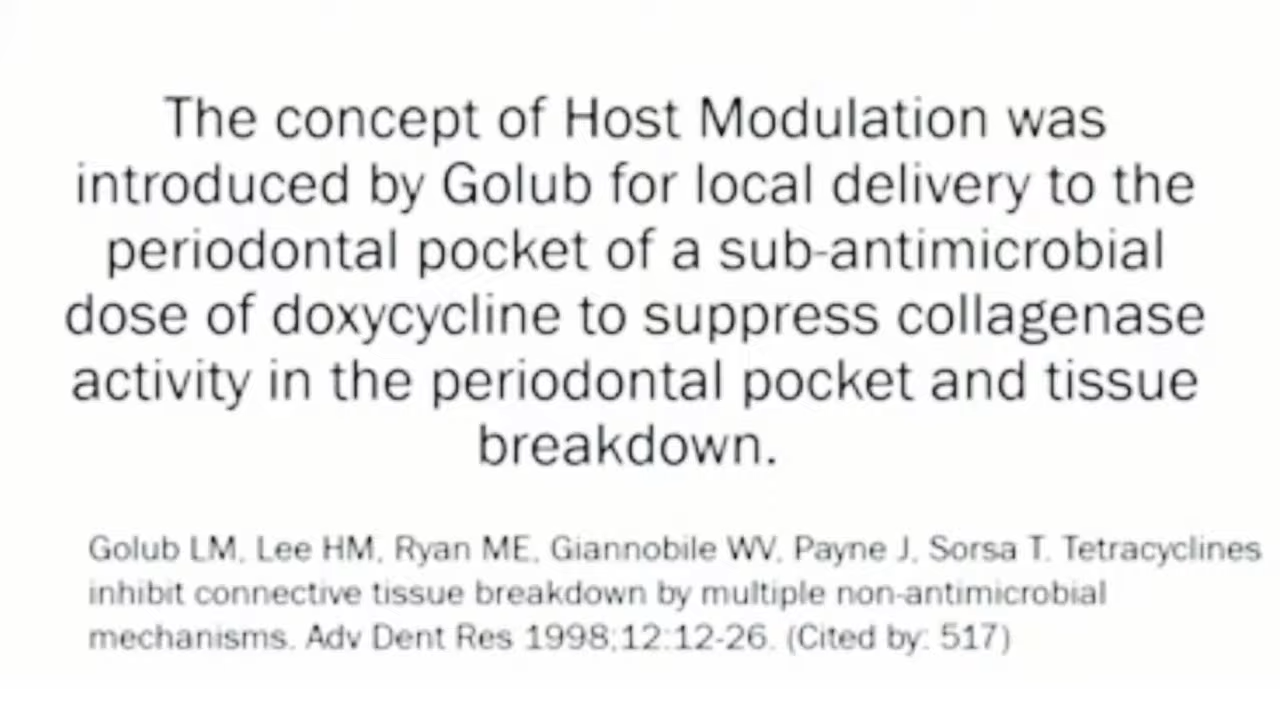 The concept of Host Modulation was
introduced by Golub for local delivery to the
periodontal pocket of a sub-antimicrobial
dose of doxycycline to suppress collagenase
activity in the periodontal pocket and tissue
breakdown.
Golub LM, Lee HM, Ryan ME, Giannobile WV, Payne J, Sorsa T. Tetracyclines
inhibit connective tissue breakdown by multiple non-antimicrobial
mechanisms. Adv Dent Res 1998;12:12-26. (Cited by: 517)